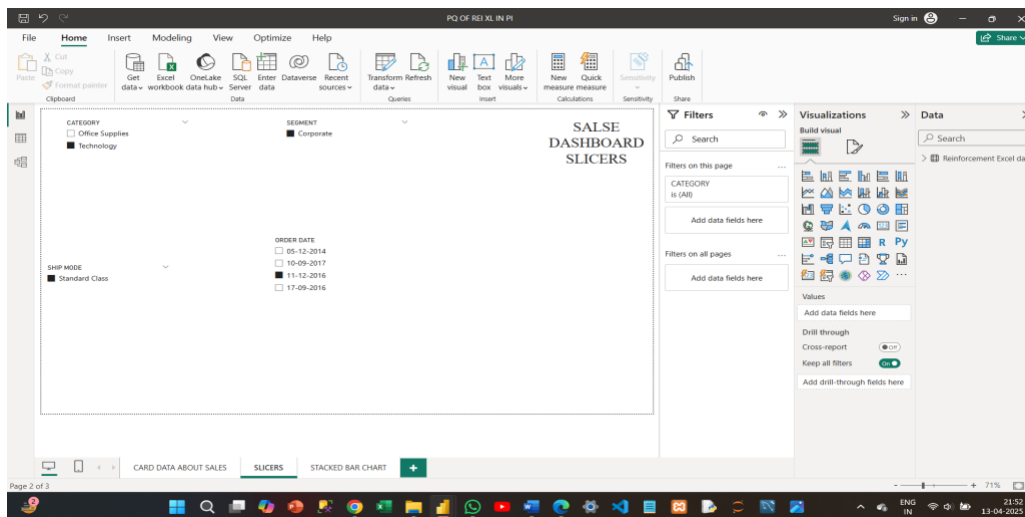 PQ OF REI XL IN PI
Sign in
File Home Insert Modeling View Optimize Help
Share
Paste
Cut
Copy
Format painter
Clipboard
Get data
Excel workbook
OneLake data hub
SQL Server
Enter data
Dataverse
Recent sources
Data
Transform data
Refresh
Queries
New visual
Text box
More visuals
Insert
New measure
Quick measure
Calculations
Sensitivity
Sensitivity
Publish
Share
CATEGORY
Office Supplies
Technology
SEGMENT
Corporate
SALSE
DASHBOARD
SLICERS
SHIP MODE
Standard Class
ORDER DATE
05-12-2014
10-09-2017
11-12-2016
17-09-2016
Filters
Search
Filters on this page
CATEGORY
is (All)
Add data fields here
Filters on all pages
Add data fields here
Visualizations
Build visual
R Py
Values
Add data fields here
Drill through
Cross-report Off
Keep all filters On
Add drill-through fields here
Data
Search
Reinforcement Excel da
CARD DATA ABOUT SALES SLICERS STACKED BAR CHART
Page 2 of 3
71%
2
ENG
IN
21:52
13-04-2025